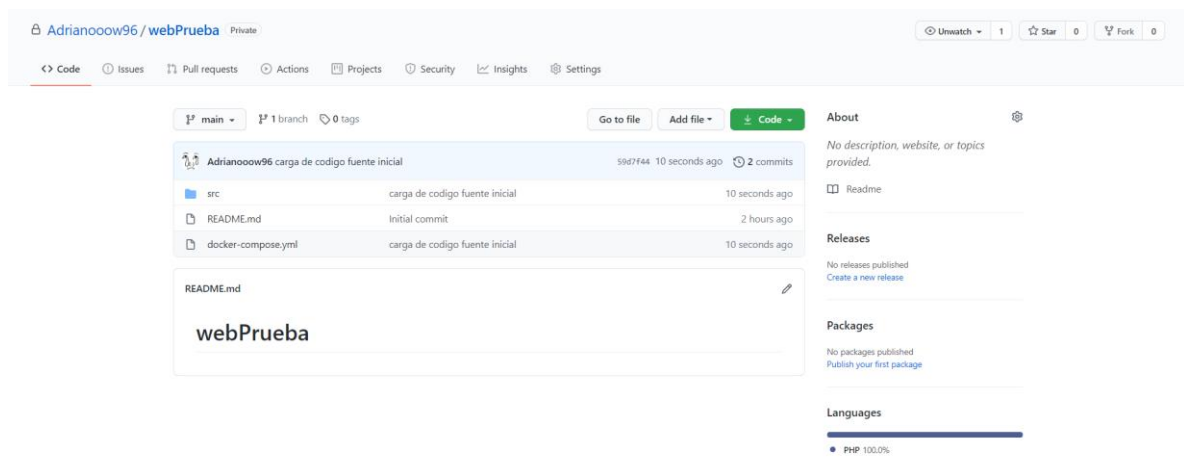 Adrianooow96 / webPrueba Private
Unwatch 1 Star 0 Fork 0
Code Issues Pull requests Actions Projects Security Insights Settings
main 1 branch 0 tags Go to file Add file Code
Adrianooow96 carga de codigo fuente inicial 59d7f44 10 seconds ago 2 commits
src carga de codigo fuente inicial 10 seconds ago
README.md Initial commit 2 hours ago
docker-compose.yml carga de codigo fuente inicial 10 seconds ago
README.md
webPrueba
About
No description, website, or topics
provided.
Readme
Releases
No releases published
Create a new release
Packages
No packages published
Publish your first package
Languages
PHP 100.0%